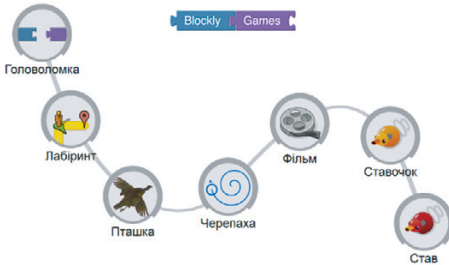 Blockly Games
Головоломка
Лабіринт
Пташка
Черепаха
Фільм
Ставочок
Став